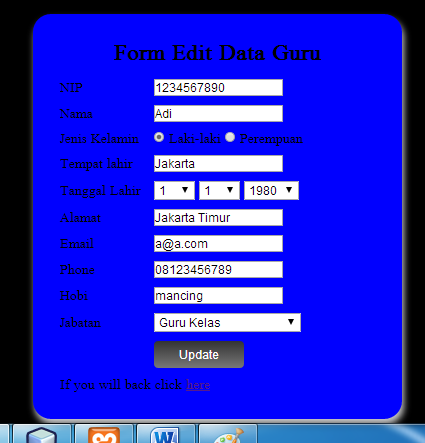 Form Edit Data Guru
NIP 1234567890
Nama Adi
Jenis Kelamin Laki-laki Perempuan
Tempat lahir Jakarta
Tanggal Lahir 1 1 1980
Alamat Jakarta Timur
Email a@a.com
Phone 08123456789
Hobi mancing
Jabatan Guru Kelas
Update
If you will back click here